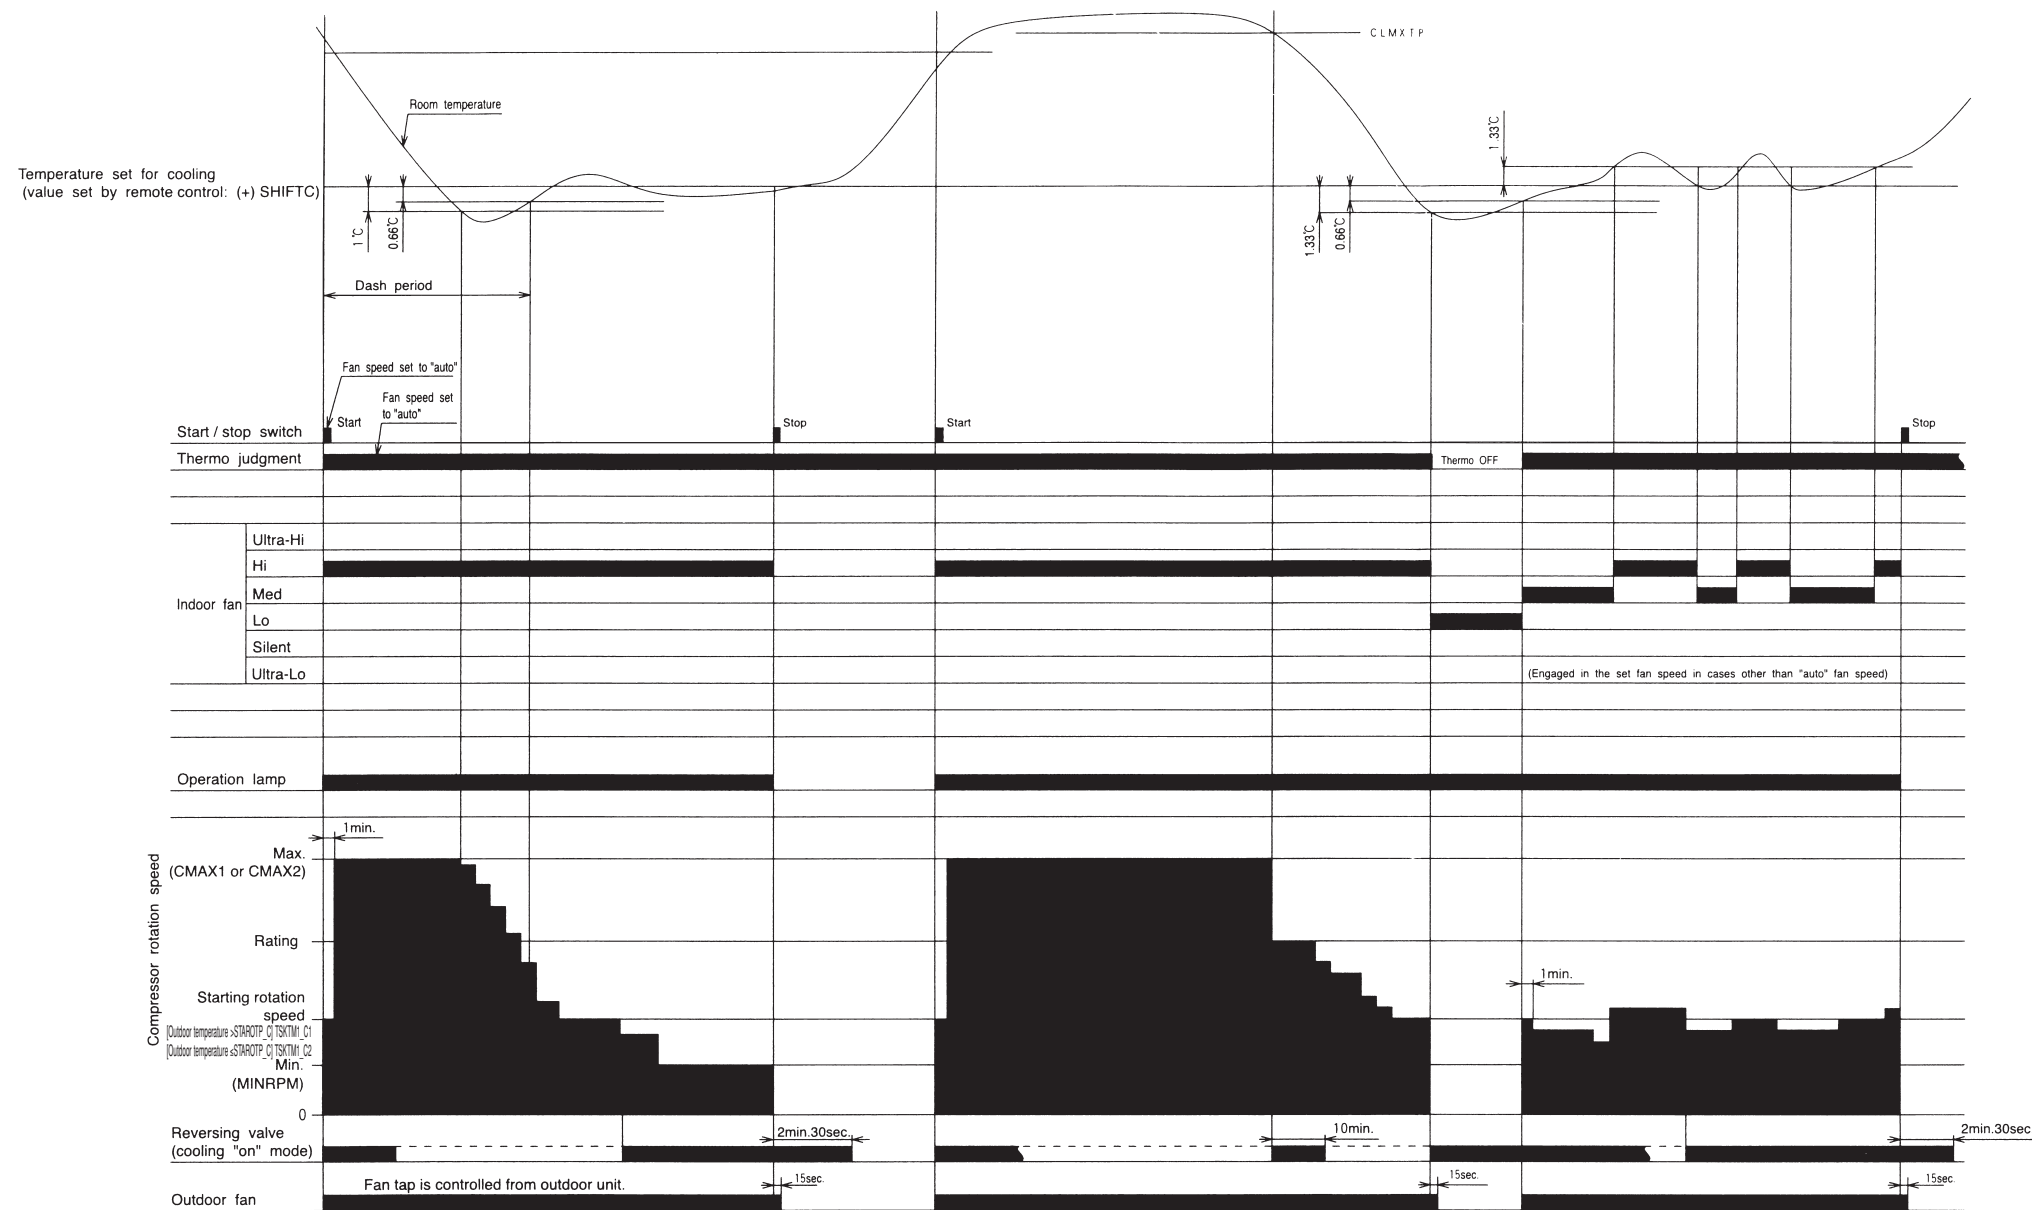 CLMXTP
Room temperature
1.33℃
Temperature set for cooling
(value set by remote control: (+) SHIFTC)
1℃
0.66℃
1.33℃
0.66℃
Dash period
Fan speed set to "auto"
Fan speed set
to "auto"
Start
Stop
Start
Stop
Start / stop switch
Thermo judgment
Thermo OFF
Ultra-Hi
Hi
Med
Indoor fan
Lo
Silent
Ultra-Lo
(Engaged in the set fan speed in cases other than "auto" fan speed)
Operation lamp
1min.
Max.
(CMAX1 or CMAX2)
Compressor rotation speed
Rating
1min.
Starting rotation
speed
[Outdoor temperature >STAROTP_C] TSKTM1_C1
[Outdoor temperature ≤STAROTP_C] TSKTM1_C2
Min.
(MINRPM)
0
Reversing valve
(cooling "on" mode)
2min.30sec.
10min.
2min.30sec
Fan tap is controlled from outdoor unit.
15sec.
15sec.
15sec.
Outdoor fan